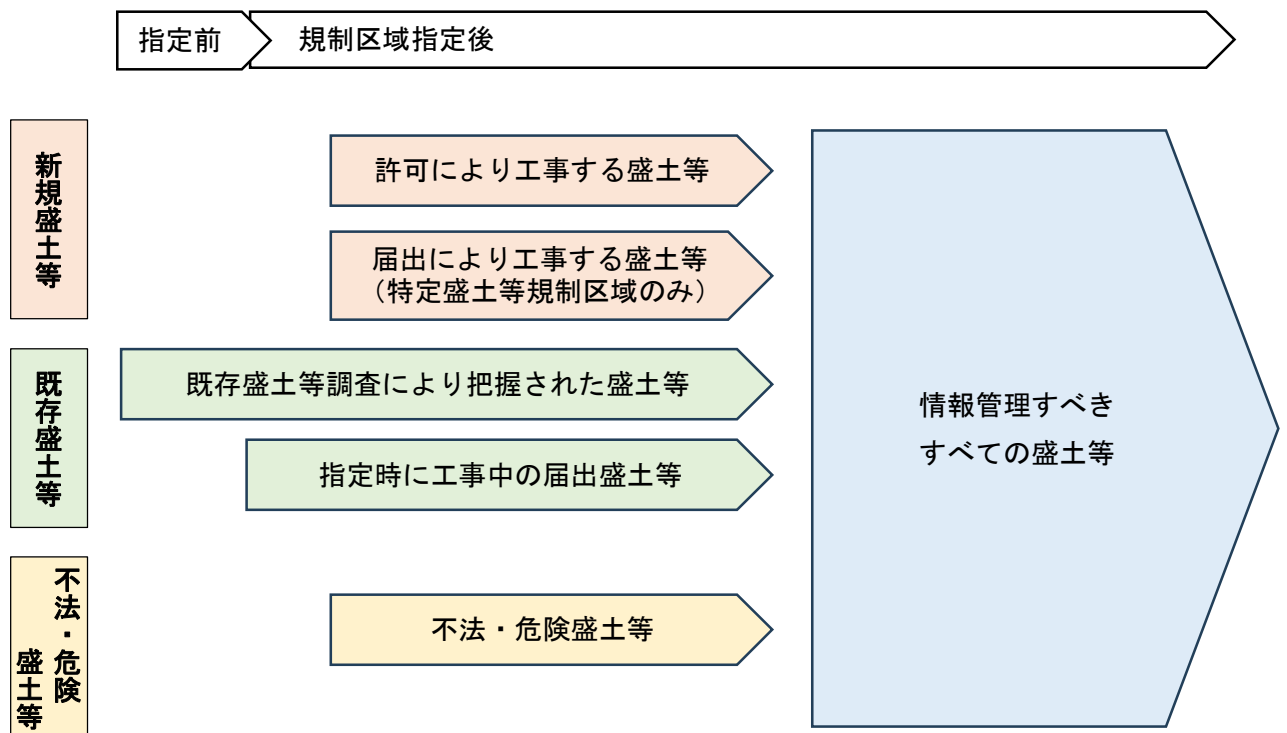 指定前
規制区域指定後
新規盛土等
許可により工事する盛土等
届出により工事する盛土等
（特定盛土等規制区域のみ）
既存盛土等
既存盛土等調査により把握された盛土等
指定時に工事中の届出盛土等
不法・危険
盛土等
不法・危険盛土等
情報管理すべき
すべての盛土等